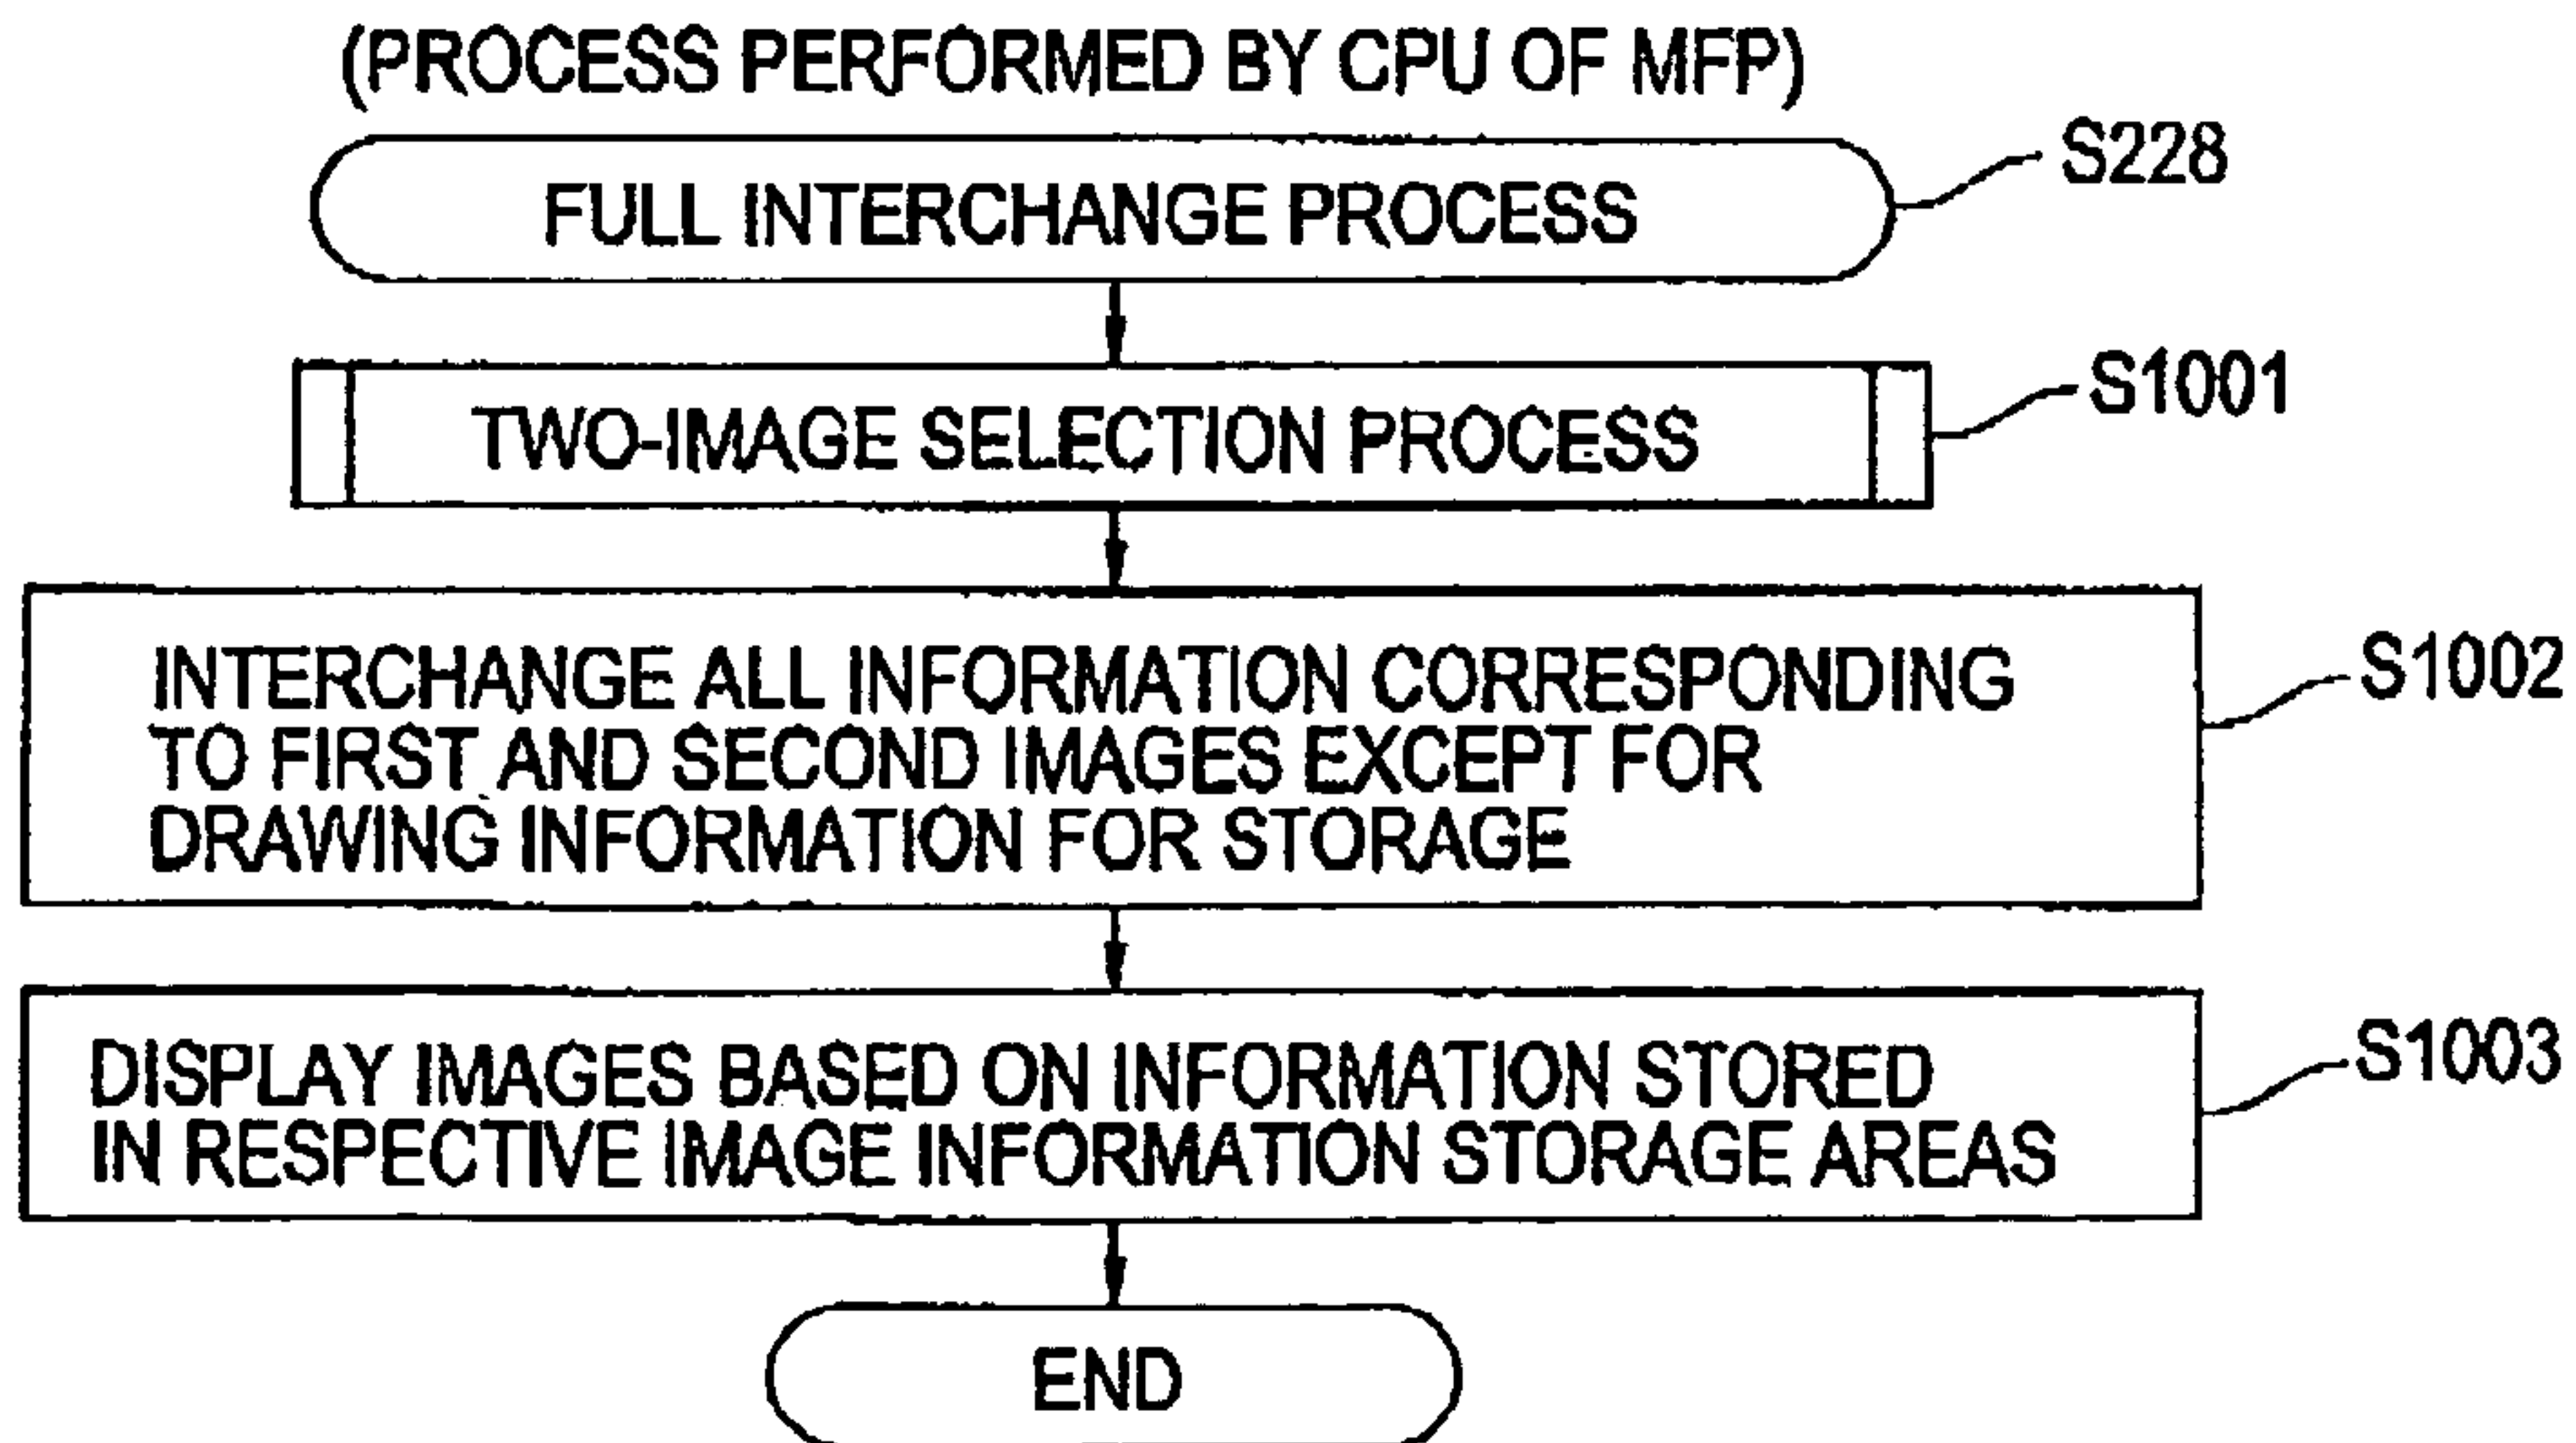 (PROCESS PERFORMED BY CPU OF MFP)
S228
FULL INTERCHANGE PROCESS
S1001
TWO-IMAGE SELECTION PROCESS
S1002
INTERCHANGE ALL INFORMATION CORRESPONDING
TO FIRST AND SECOND IMAGES EXCEPT FOR
DRAWING INFORMATION FOR STORAGE
S1003
DISPLAY IMAGES BASED ON INFORMATION STORED
IN RESPECTIVE IMAGE INFORMATION STORAGE AREAS
END